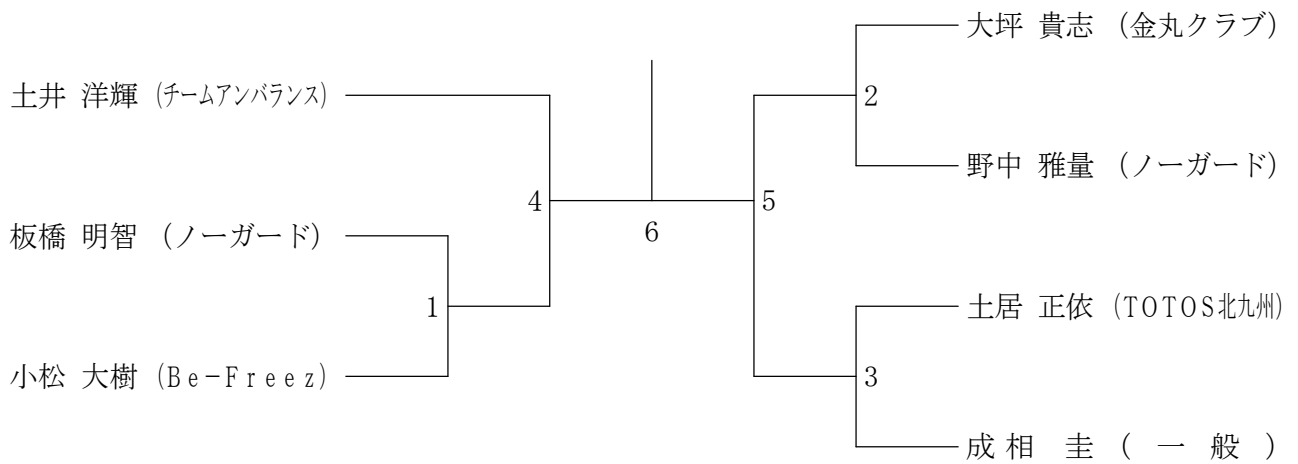 土井 洋輝 (チームアンバランス)
板橋 明智 (ノーガード)
小松 大樹 (Be-Freez)
1
4
6
5
2
3
大坪 貴志 (金丸クラブ)
野中 雅量 (ノーガード)
土居 正依 (TOTOS北九州)
成相 圭 (一般)